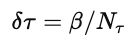 δτ = β/N_τ